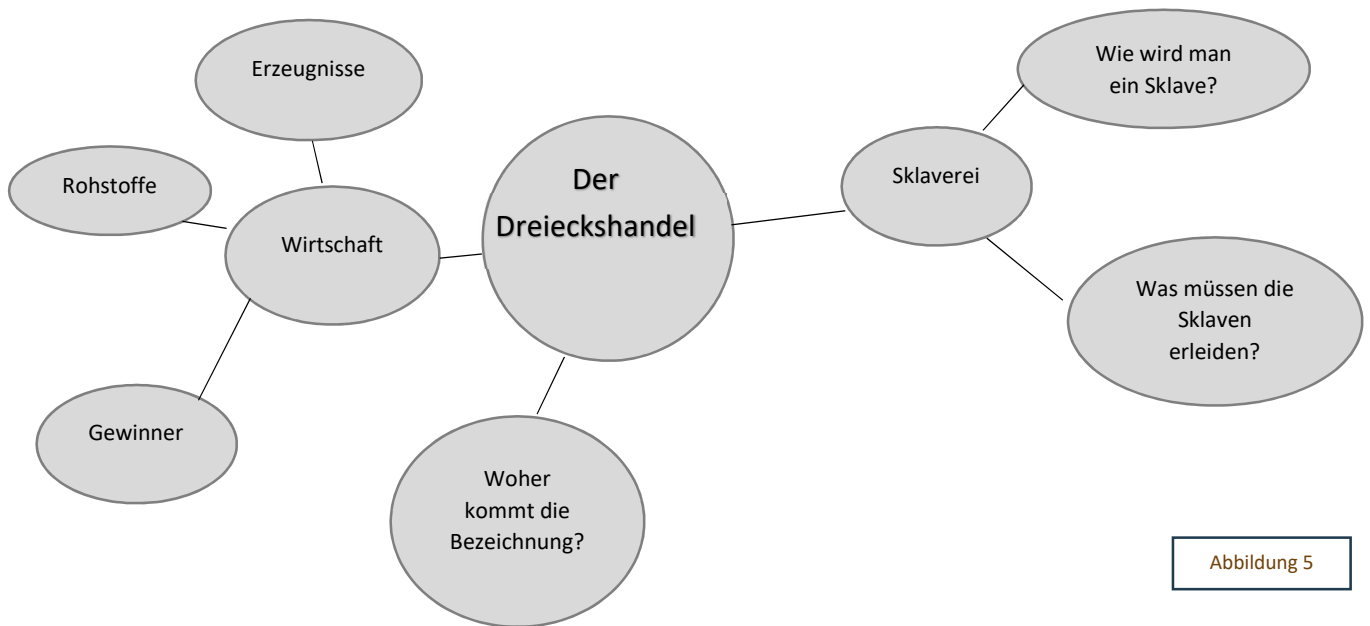 Erzeugnisse
Rohstoffe
Wirtschaft
Gewinner
Der
Dreieckshandel
Woher
kommt die
Bezeichnung?
Sklaverei
Wie wird man
ein Sklave?
Was müssen die
Sklaven
erleiden?
Abbildung 5